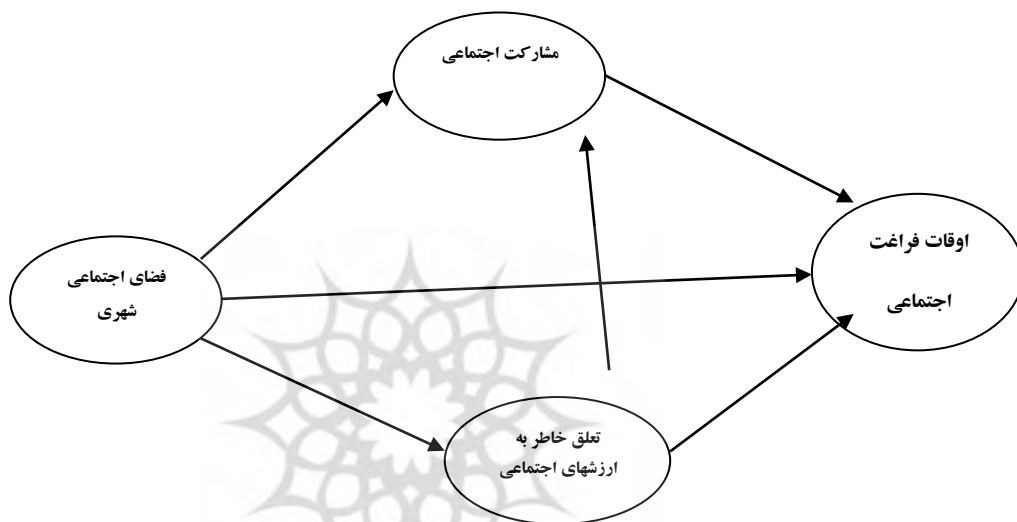 مشارکت اجتماعی
اوقات فراغت
اجتماعی
فضای اجتماعی
شهری
تعلق خاطر به
ارزشهای اجتماعی